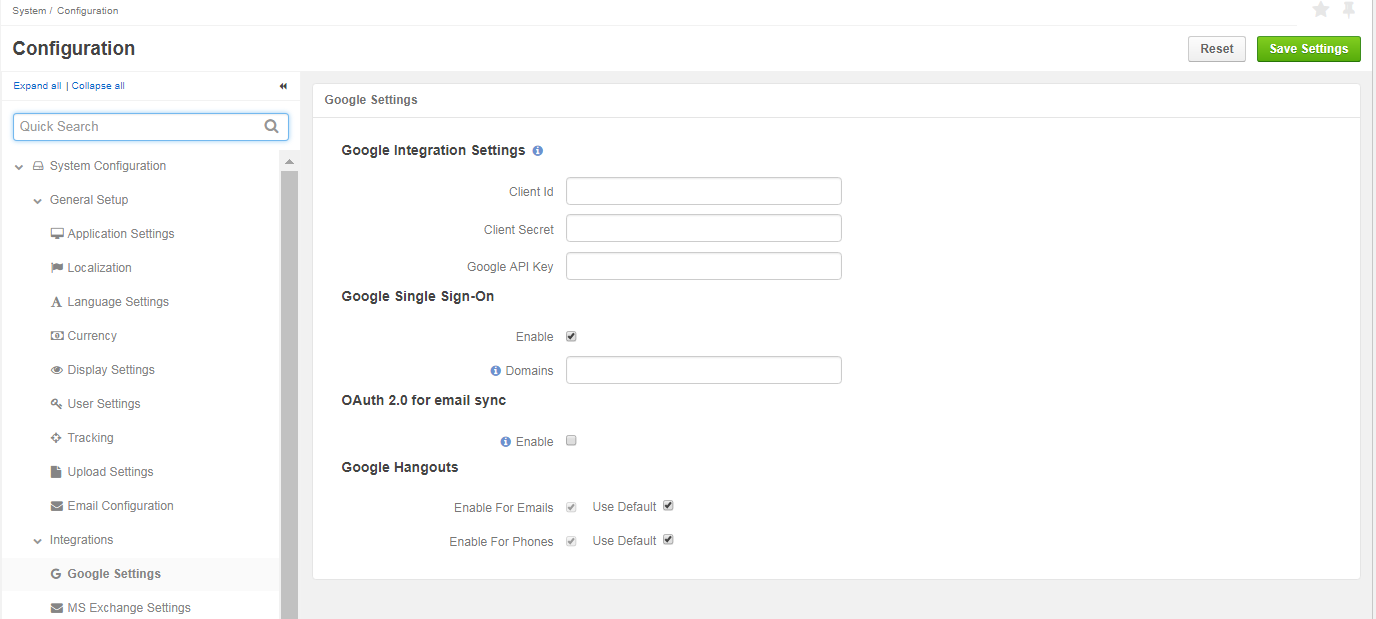 System / Configuration
Configuration
Reset
Save Settings
Expand all | Collapse all
Quick Search
System Configuration
General Setup
Application Settings
Localization
Language Settings
Currency
Display Settings
User Settings
Tracking
Upload Settings
Email Configuration
Integrations
Google Settings
MS Exchange Settings
Google Settings
Google Integration Settings
Client Id
Client Secret
Google API Key
Google Single Sign-On
Enable
Domains
OAuth 2.0 for email sync
Enable
Google Hangouts
Enable For Emails Use Default
Enable For Phones Use Default